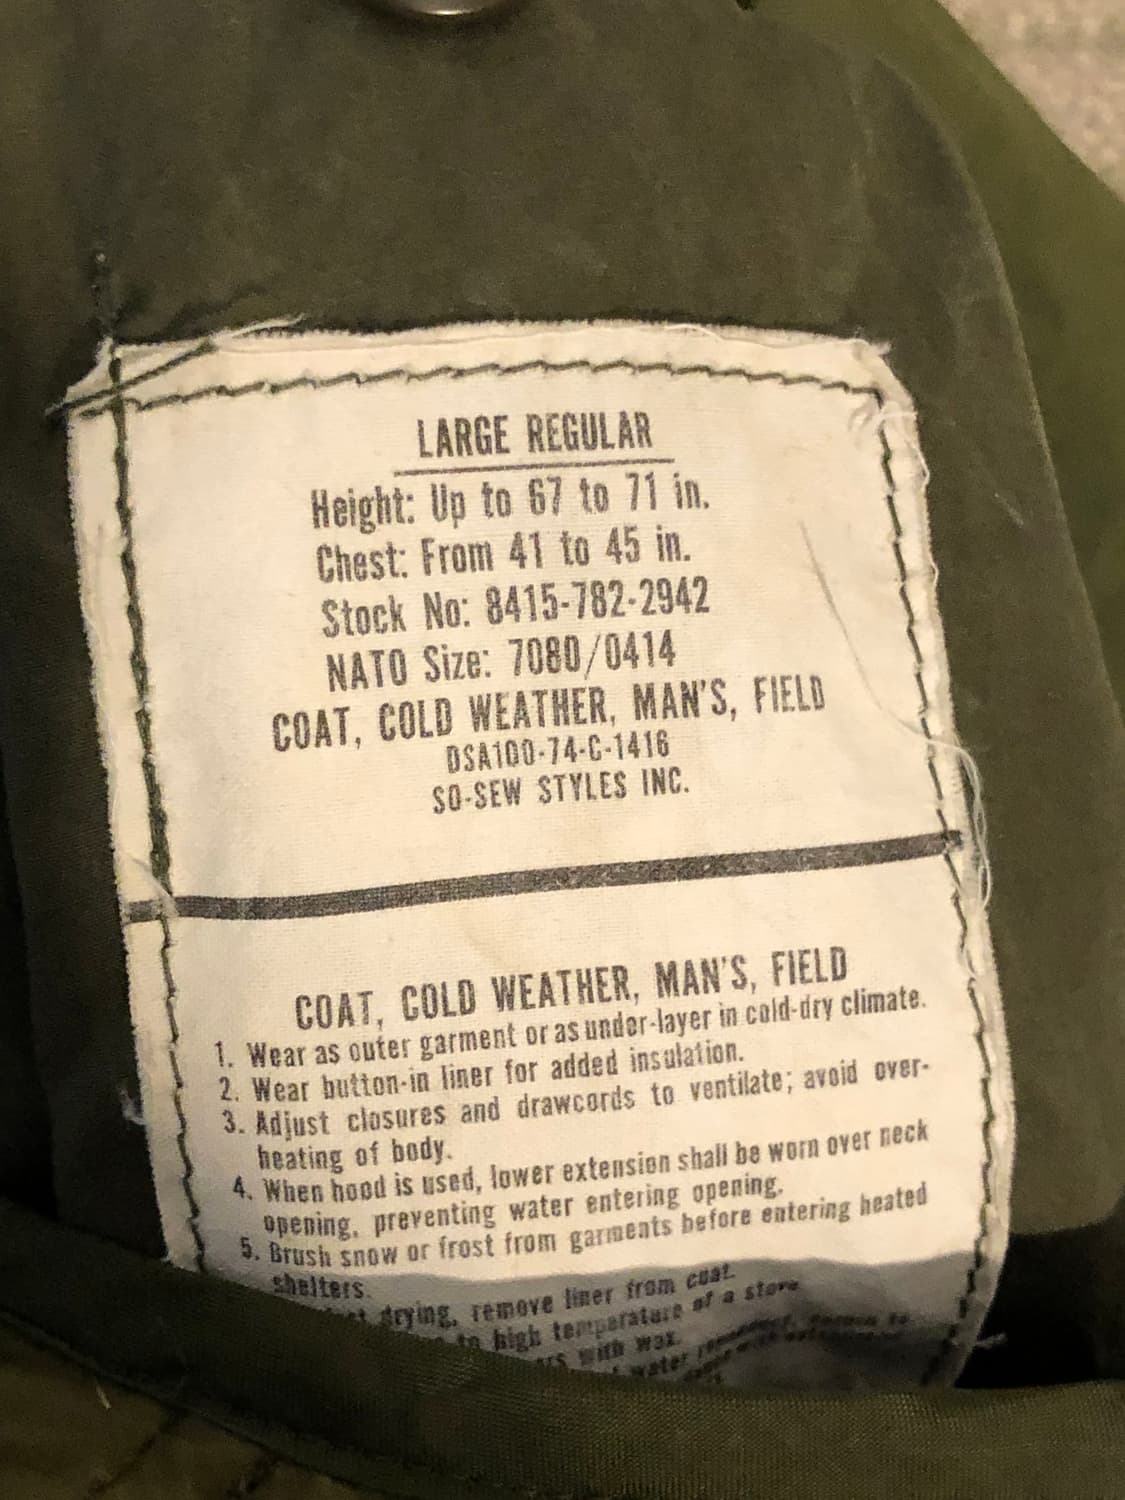 LARGE REGULAR
Height: Up to 67 to 71 in.
Chest: From 41 to 45 in.
Stock No: 8415-782-2942
NATO Size: 7080/0414
COAT, COLD WEATHER, MAN'S, FIELD
DSA100-74-C-1416
SO-SEW STYLES INC.
COAT, COLD WEATHER, MAN'S, FIELD
1. Wear as outer garment or as under-layer in cold-dry climate.
2. Wear button-in liner for added insulation.
3. Adjust closures and drawcords to ventilate; avoid over-
heating of body.
4. When hood is used, lower extension shall be worn over neck
opening, preventing water entering opening.
5. Brush snow or frost from garments before entering heated
shelters.
drying, remove liner from coat.
to high temperature of a stove
with wax.
water